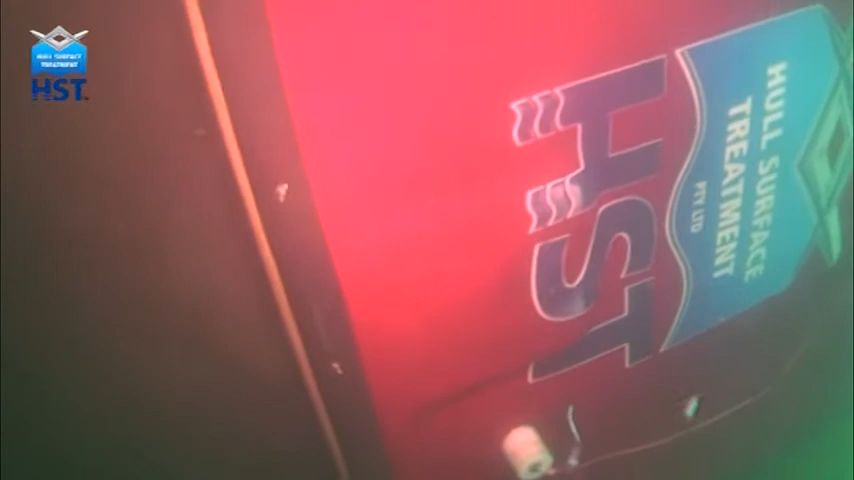 HULL SURFACE
TREATMENT
HST
HULL SURFACE
TREATMENT
PTY LTD
HST